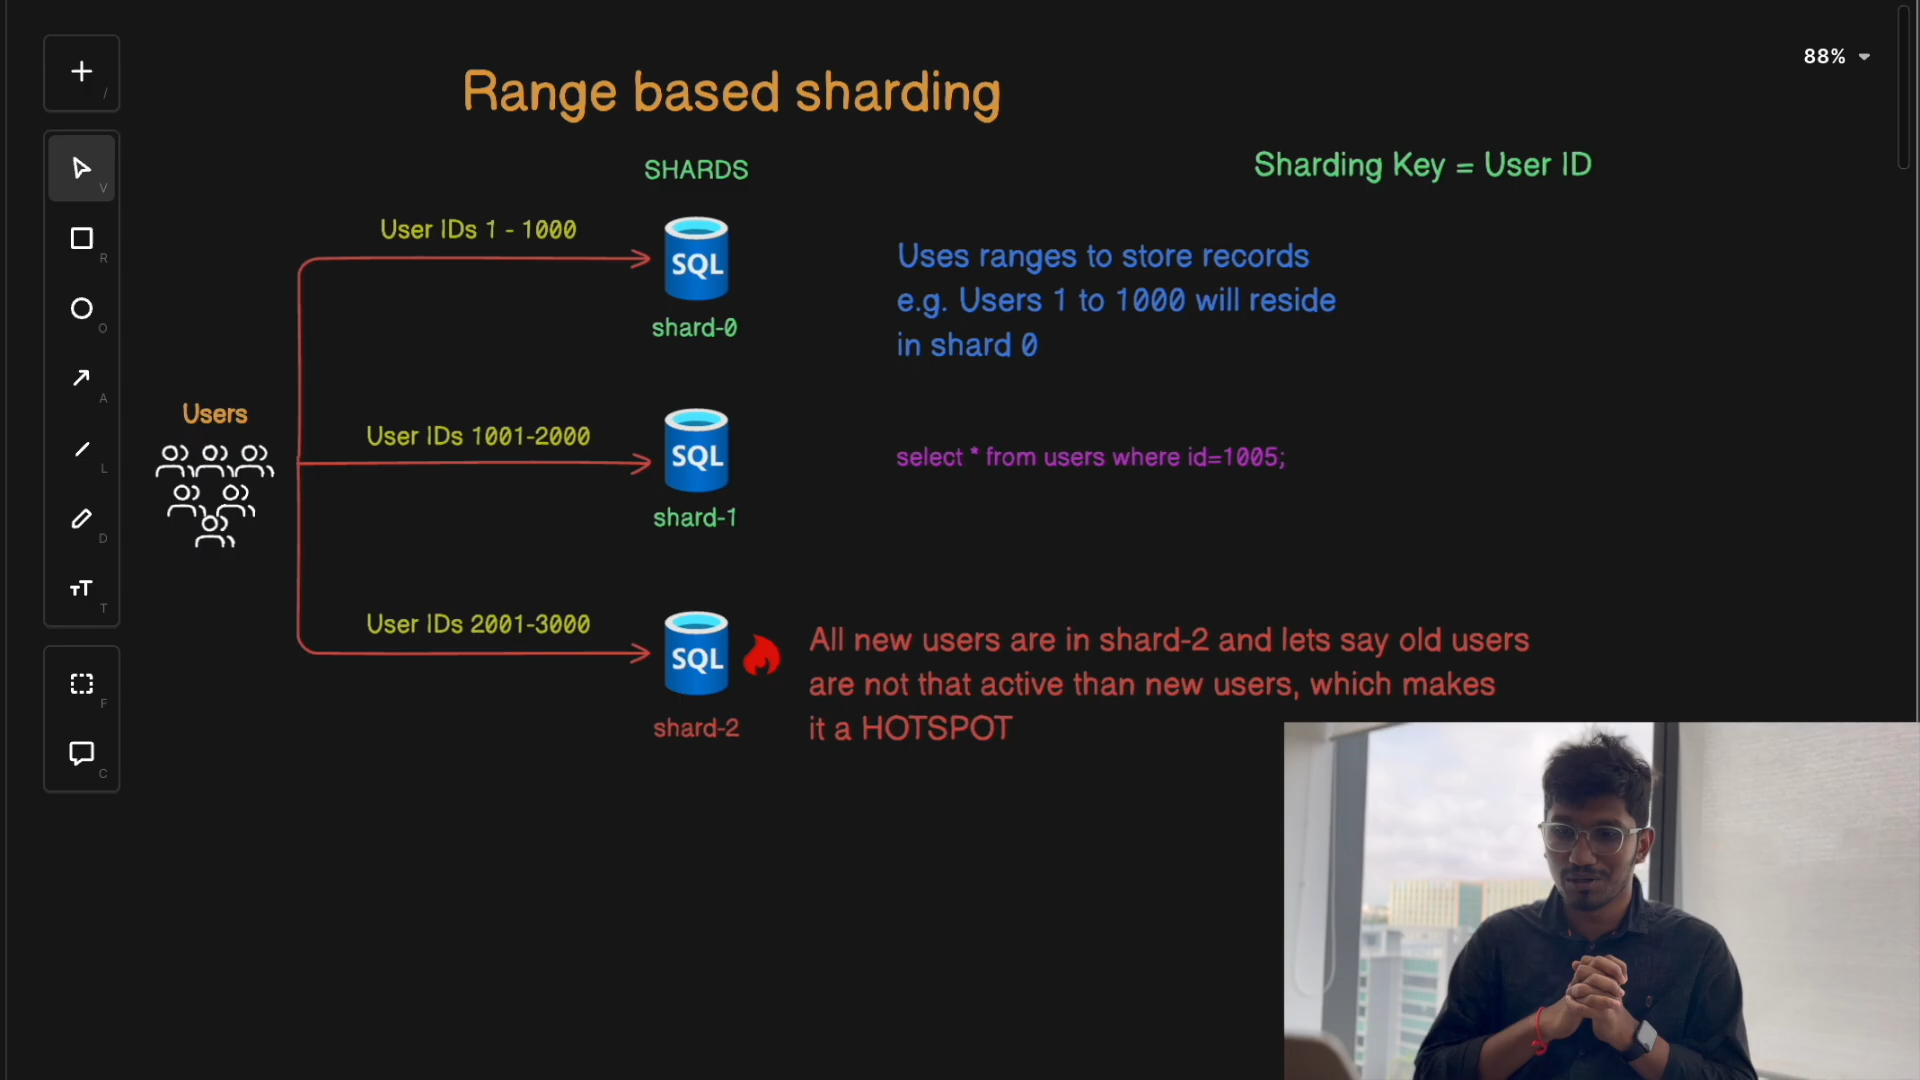 88%
Range based sharding
SHARDS
Sharding Key = User ID
User IDs 1 - 1000
SQL
shard-0
Uses ranges to store records
e.g. Users 1 to 1000 will reside
in shard 0
Users
User IDs 1001-2000
SQL
shard-1
select * from users where id=1005;
User IDs 2001-3000
SQL
shard-2
All new users are in shard-2 and lets say old users
are not that active than new users, which makes
it a HOTSPOT
/
V
R
O
A
L
D
TT
T
F
C